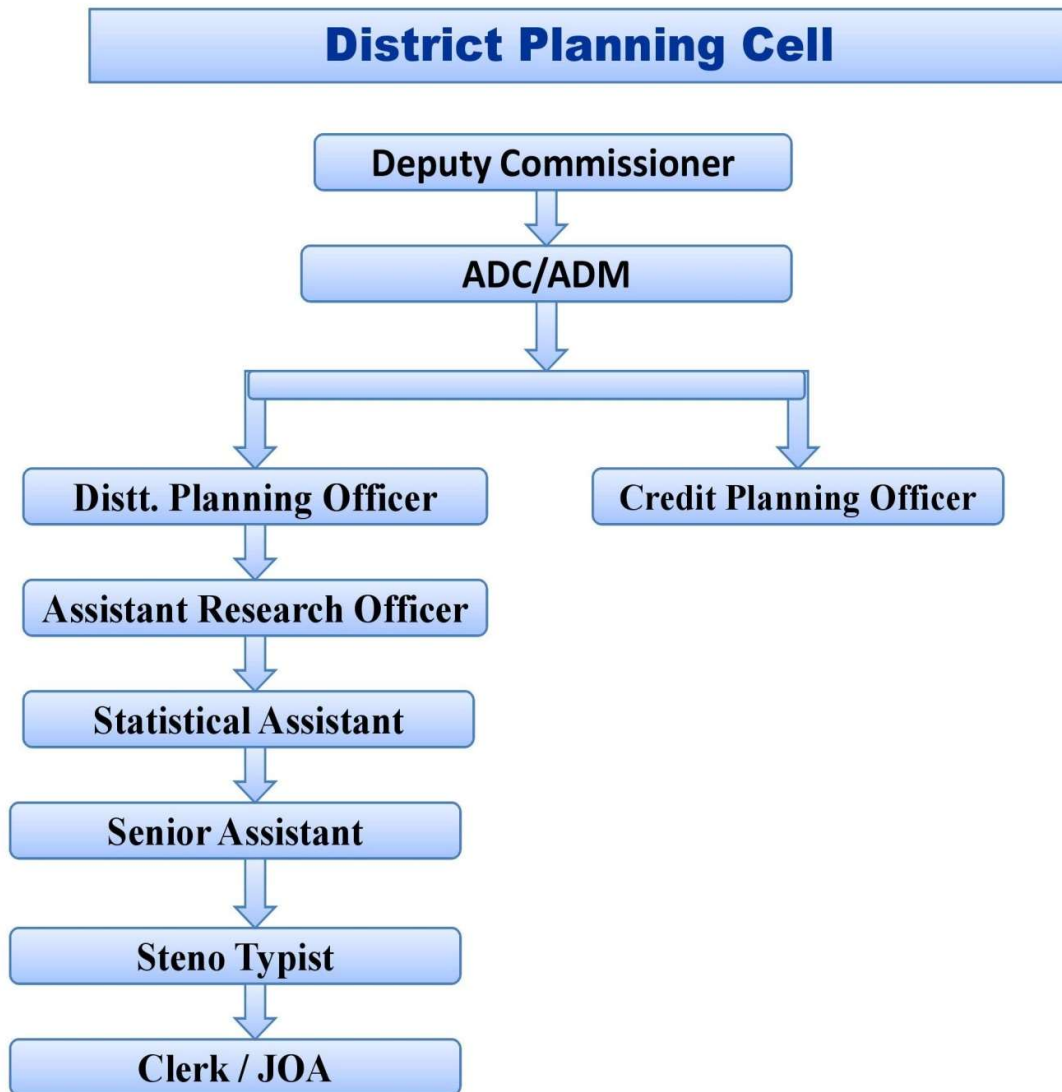 District Planning Cell
Deputy Commissioner
ADC/ADM
Distt. Planning Officer
Credit Planning Officer
Assistant Research Officer
Statistical Assistant
Senior Assistant
Steno Typist
Clerk / JOA